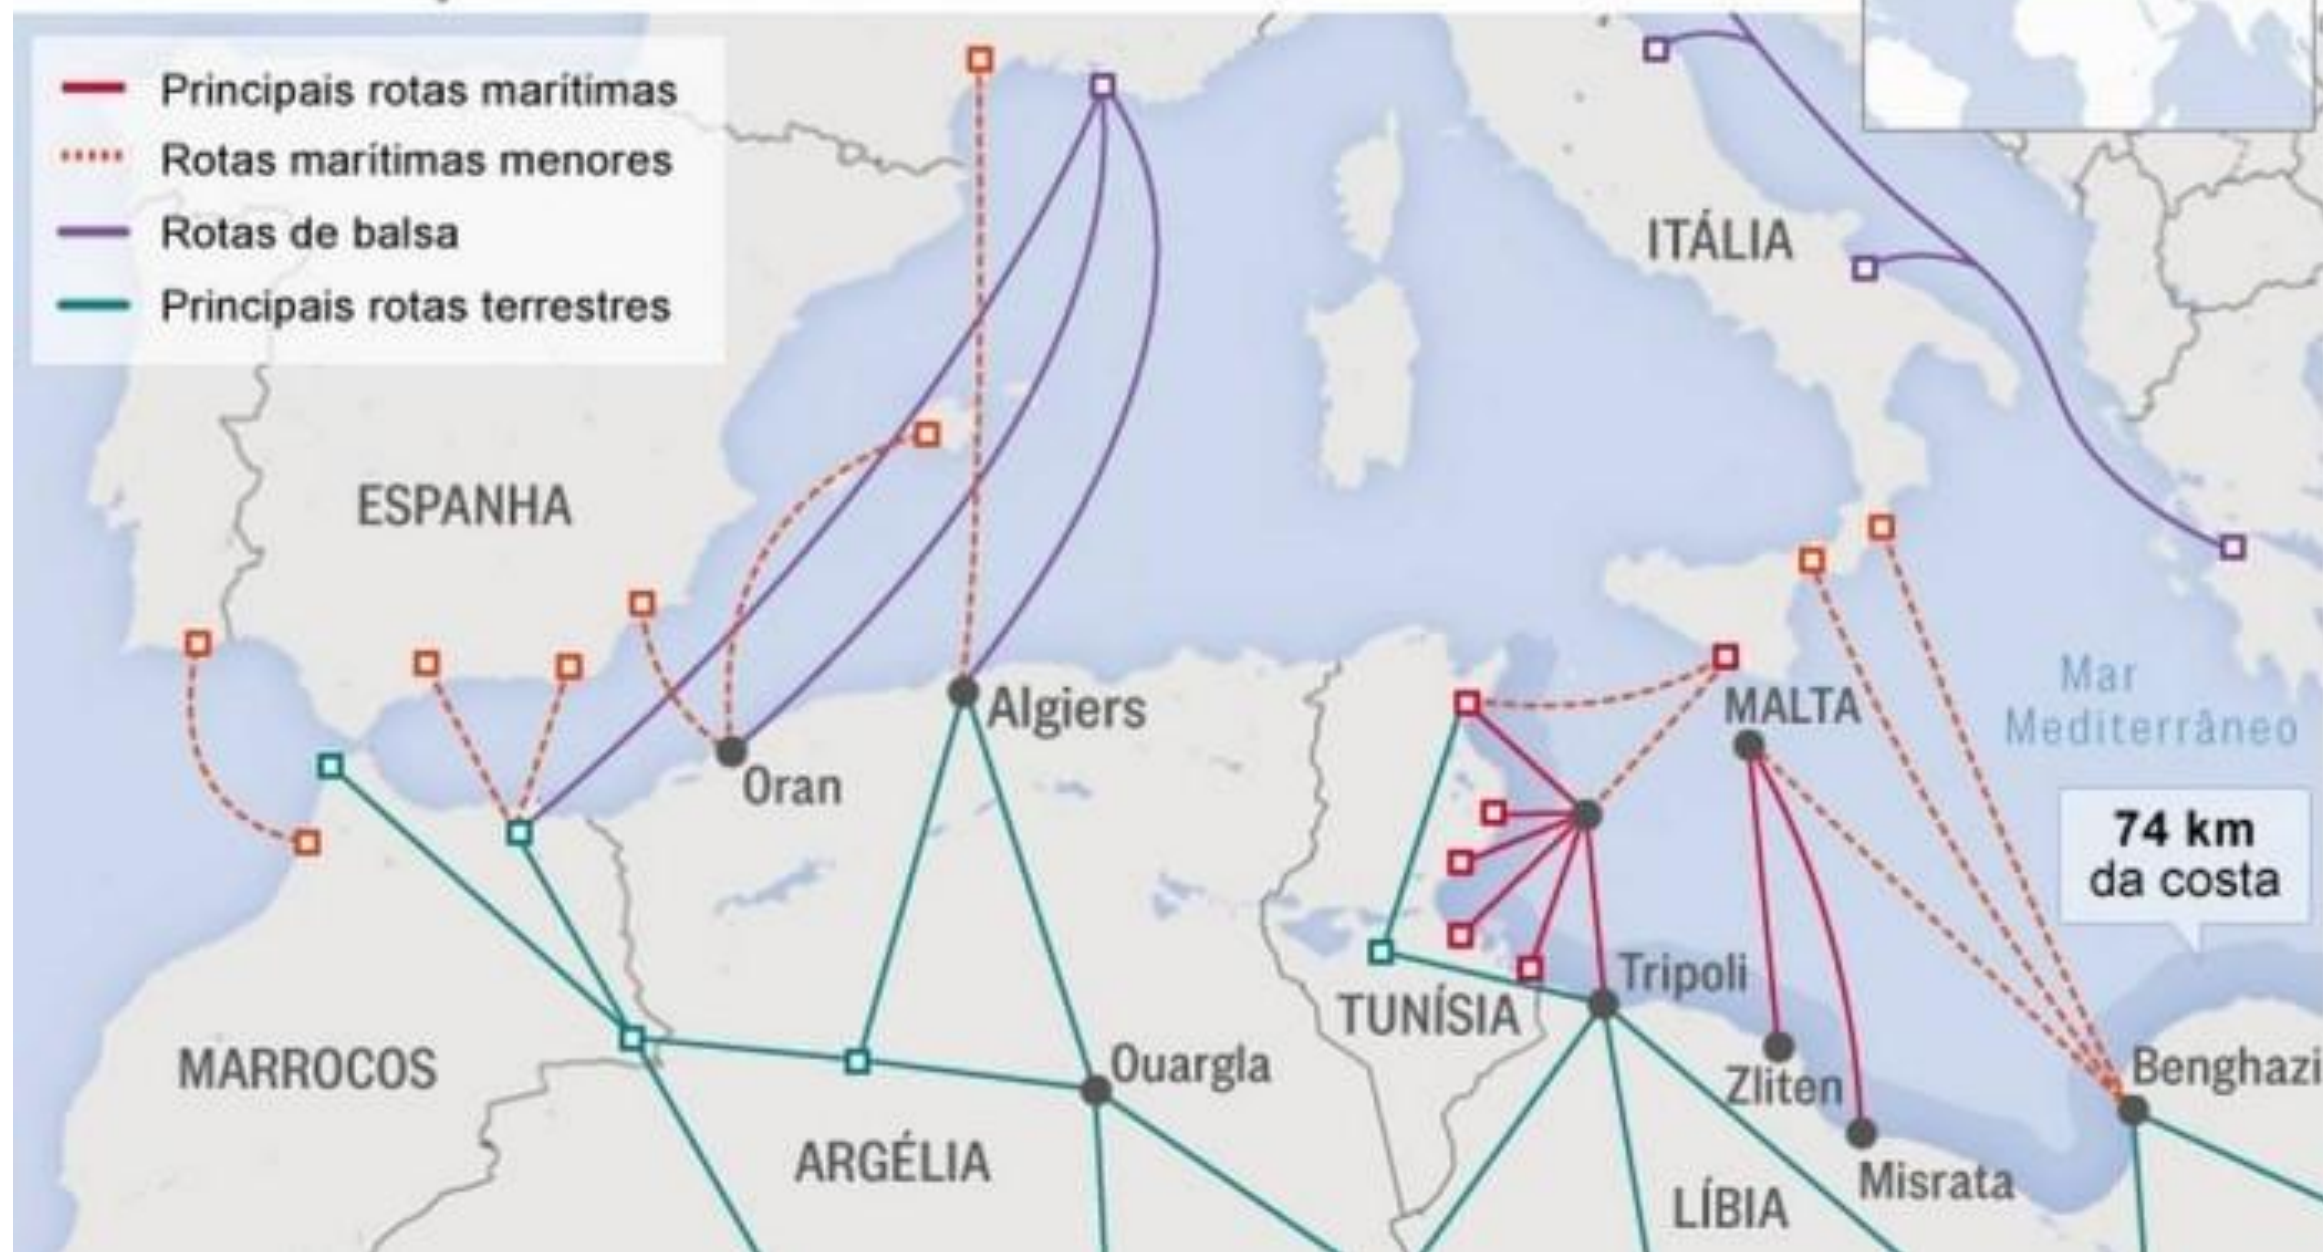 Principais rotas marítimas
Rotas marítimas menores
Rotas de balsa
Principais rotas terrestres
ITÁLIA
ESPANHA
Mar
Mediterrâneo
MALTA
Algiers
Oran
74 km
da costa
Tripoli
TUNÍSIA
MARROCOS
Ouargla
Zliten
Benghazi
ARGÉLIA
Misrata
LÍBIA